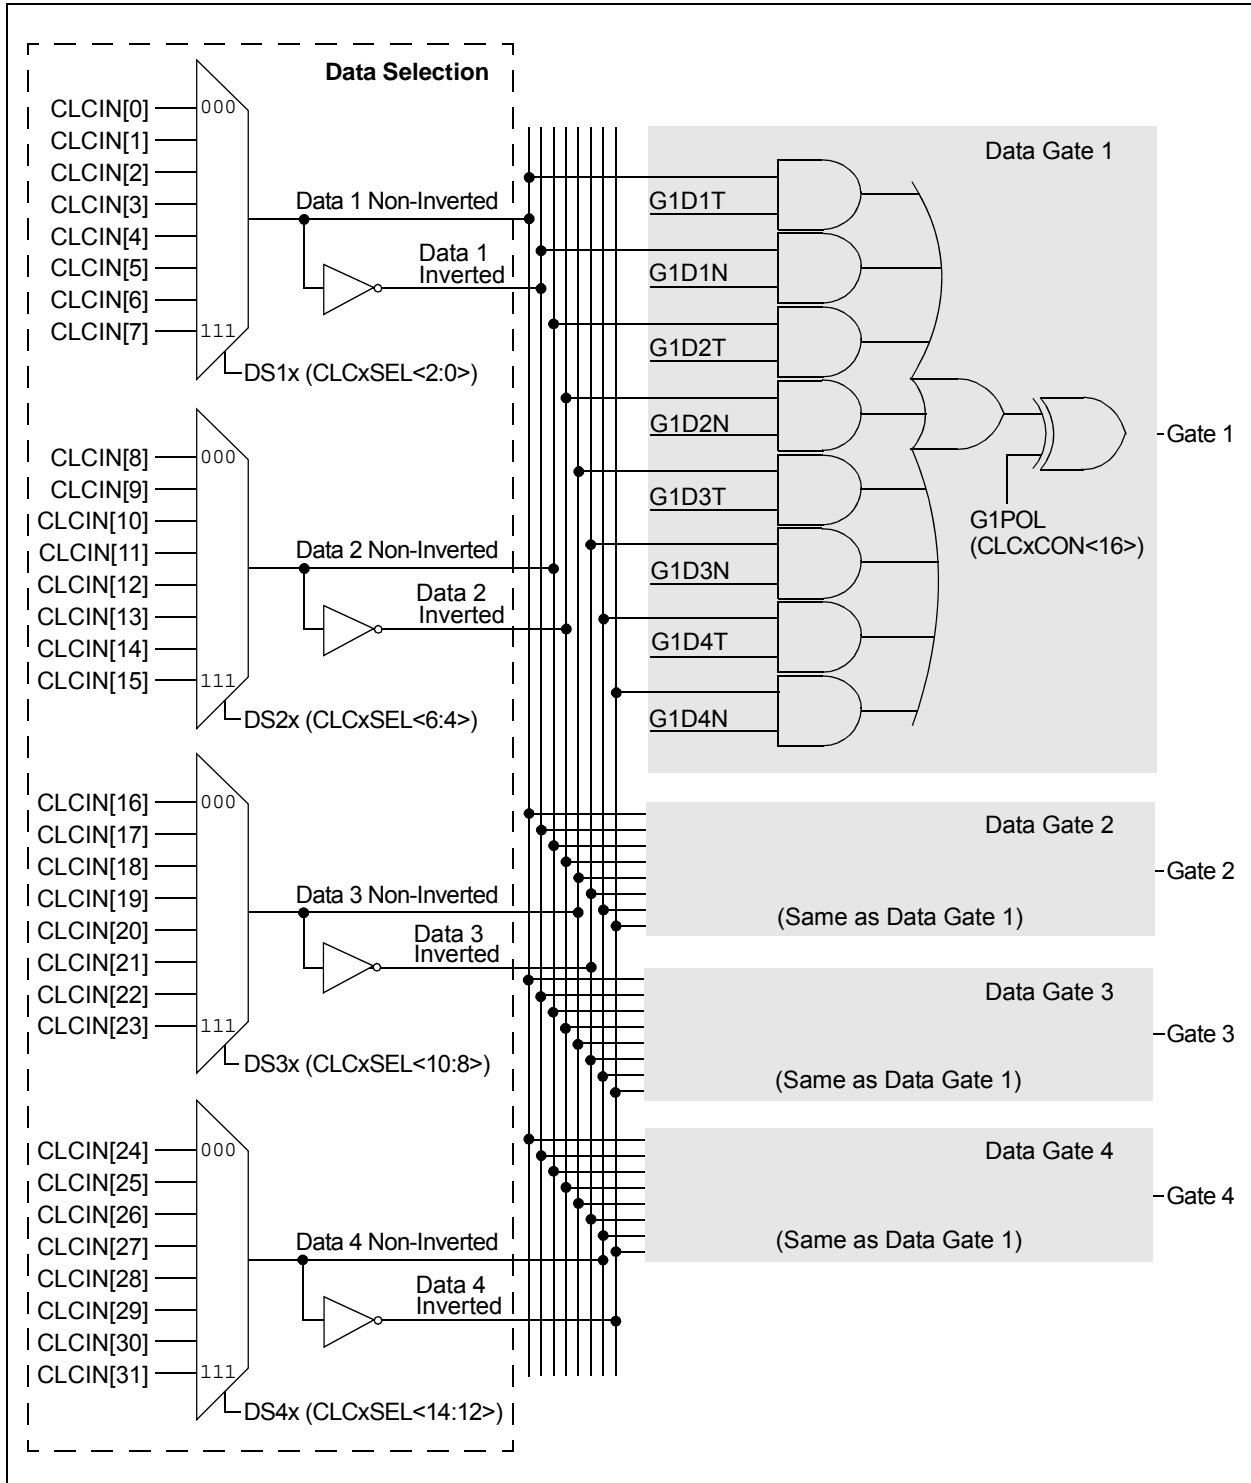 Data Selection
CLCIN[0]
000
CLCIN[1]
CLCIN[2]
CLCIN[3]
CLCIN[4]
CLCIN[5]
CLCIN[6]
CLCIN[7]
111
DS1x (CLCxSEL<2:0>)
Data 1 Non-Inverted
Data 1
Inverted
CLCIN[8]
000
CLCIN[9]
CLCIN[10]
CLCIN[11]
CLCIN[12]
CLCIN[13]
CLCIN[14]
CLCIN[15]
111
DS2x (CLCxSEL<6:4>)
Data 2 Non-Inverted
Data 2
Inverted
CLCIN[16]
000
CLCIN[17]
CLCIN[18]
CLCIN[19]
CLCIN[20]
CLCIN[21]
CLCIN[22]
CLCIN[23]
111
DS3x (CLCxSEL<10:8>)
Data 3 Non-Inverted
Data 3
Inverted
CLCIN[24]
000
CLCIN[25]
CLCIN[26]
CLCIN[27]
CLCIN[28]
CLCIN[29]
CLCIN[30]
CLCIN[31]
111
DS4x (CLCxSEL<14:12>)
Data 4 Non-Inverted
Data 4
Inverted
Data Gate 1
G1D1T
G1D1N
G1D2T
G1D2N
G1D3T
G1D3N
G1D4T
G1D4N
G1POL
(CLCxCON<16>)
Gate 1
Data Gate 2
(Same as Data Gate 1)
Gate 2
Data Gate 3
(Same as Data Gate 1)
Gate 3
Data Gate 4
(Same as Data Gate 1)
Gate 4